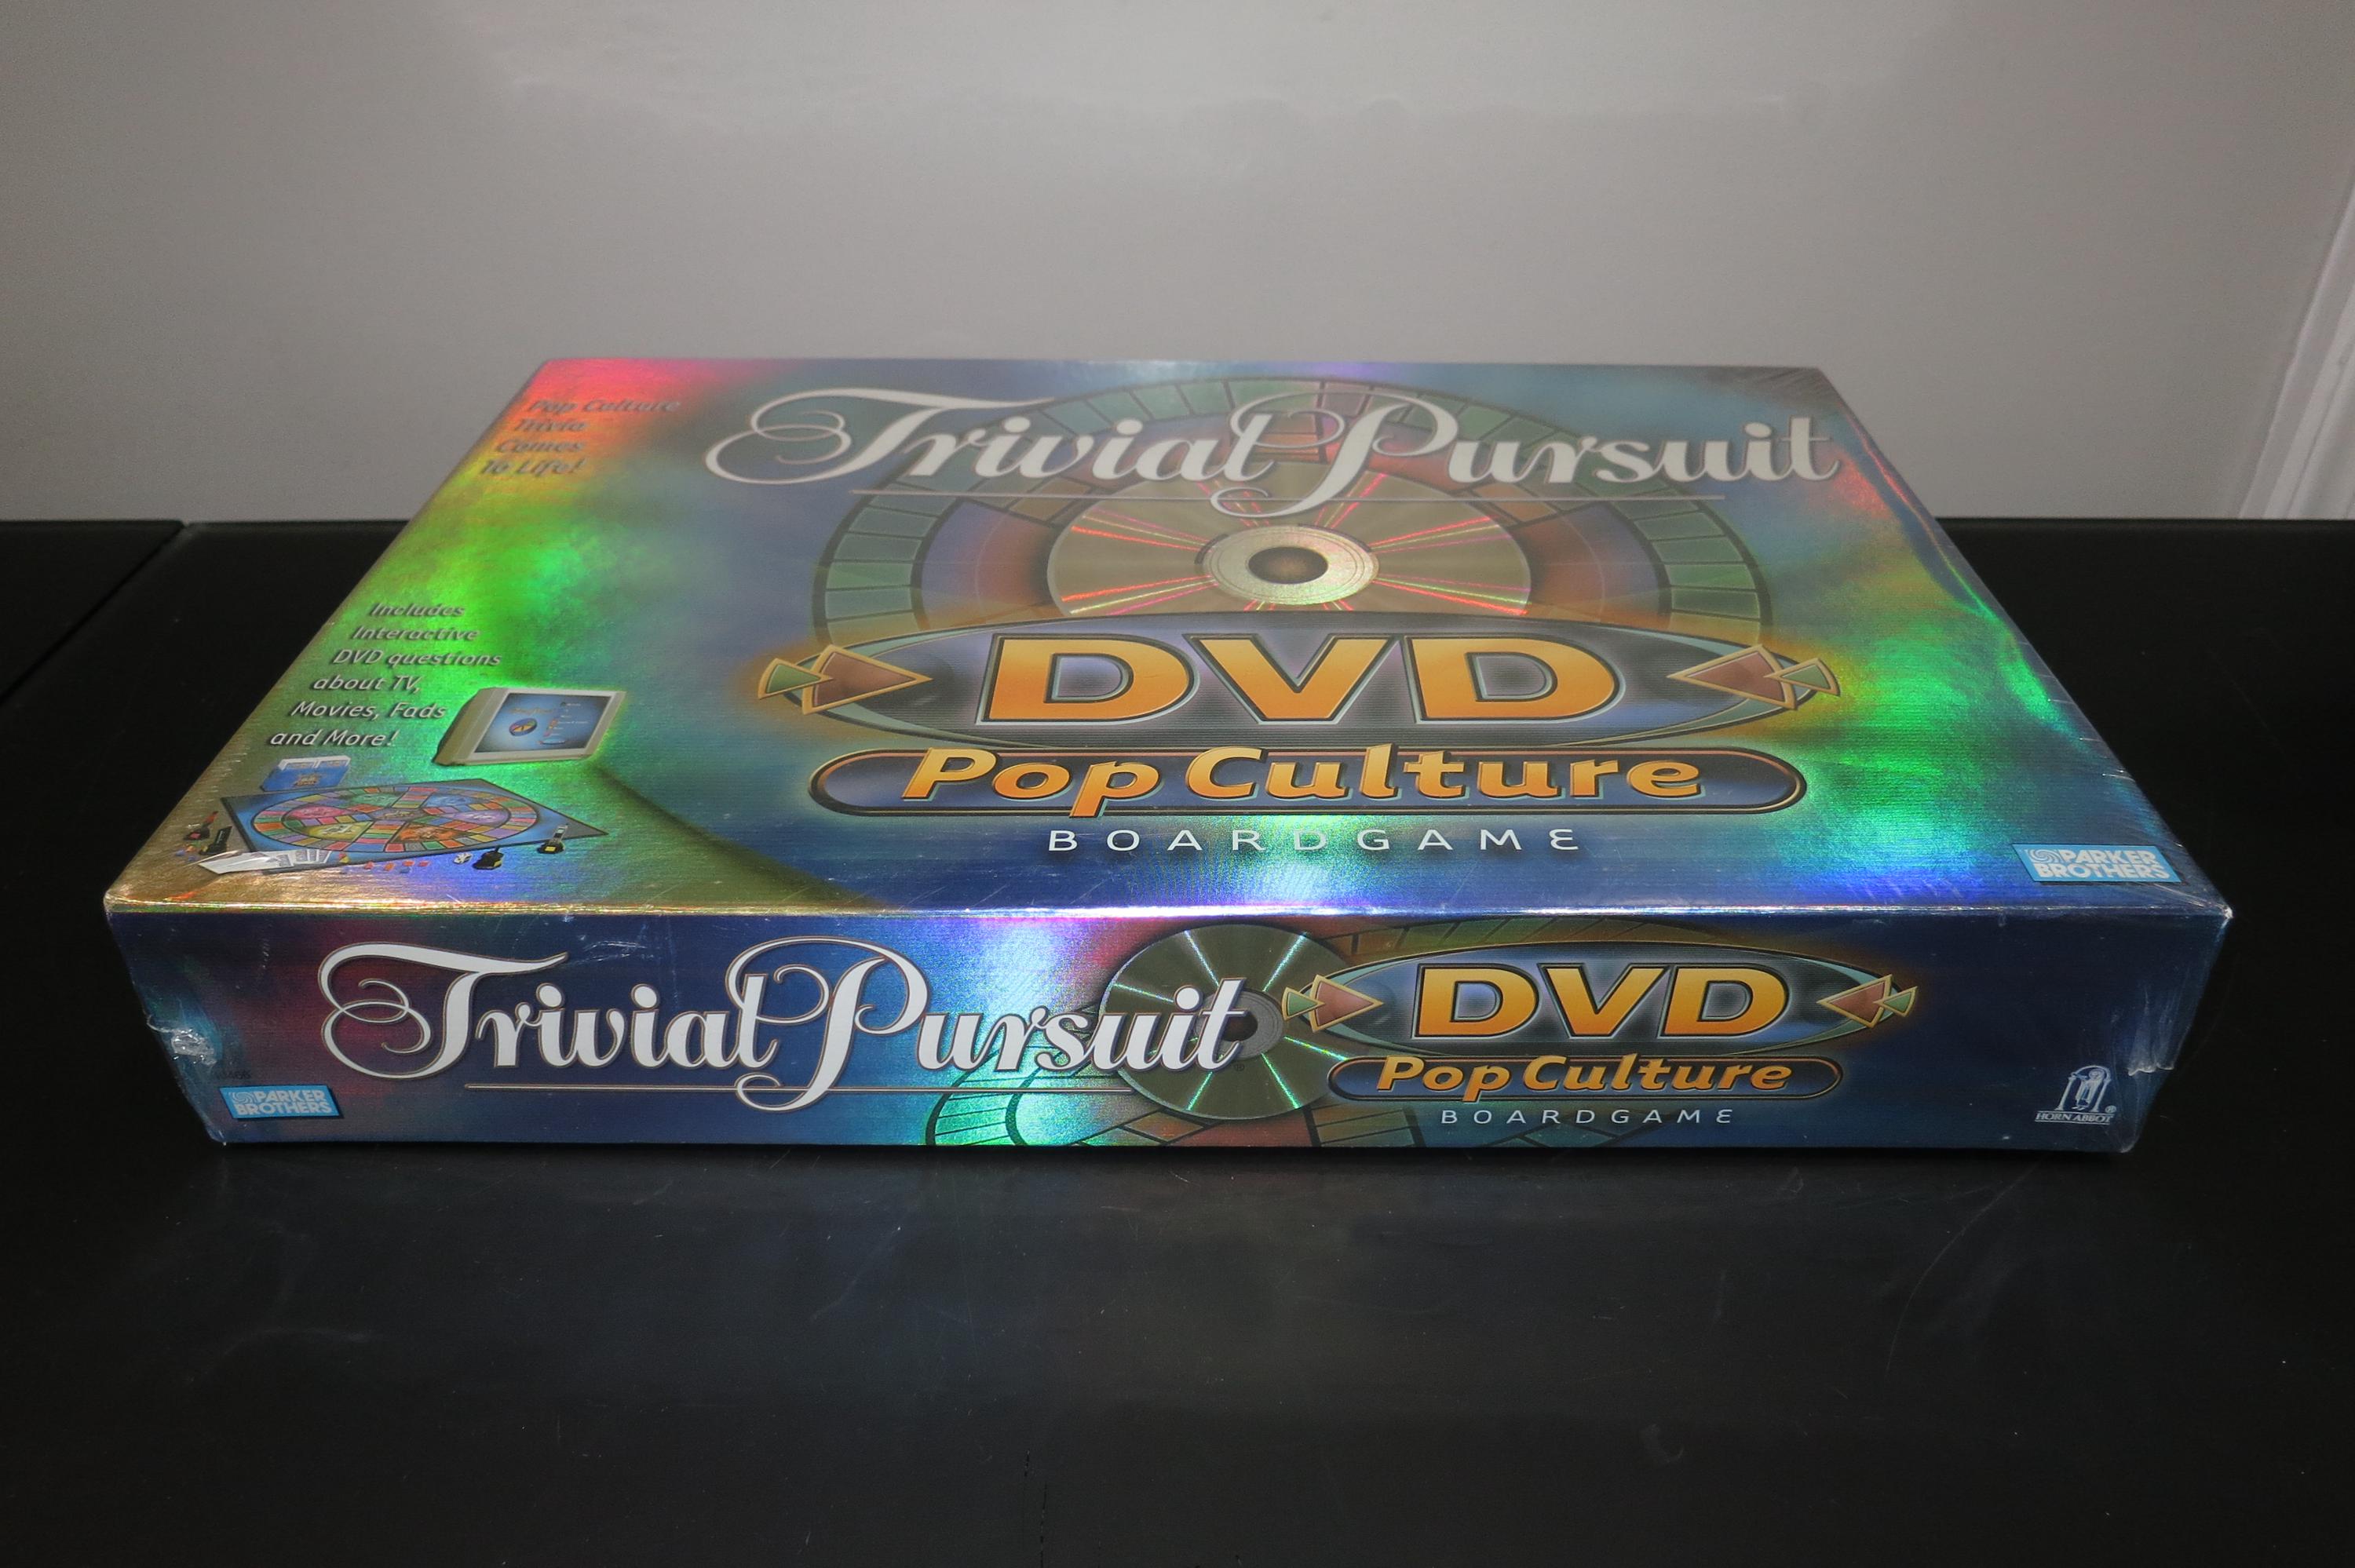 Trivial Pursuit
Pop Culture
Trivia
Comes
To Life!
DVD
Includes
Interactive
DVD questions
about TV,
Movies, Fads
and More!
Pop Culture
BOARDGAME
PARKER
BROTHERS
Trivial Pursuit
DVD
Pop Culture
BOARDGAME
PARKER
BROTHERS
HORN ABBOT®